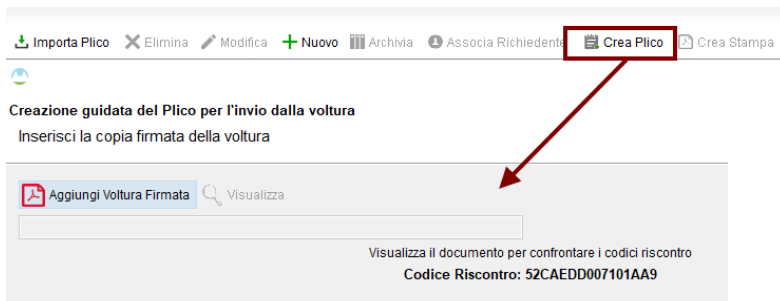 Importa Plico Elimina Modifica Nuovo Archivia Associa Richiedente Crea Plico Crea Stampa
Creazione guidata del Plico per l'invio dalla voltura
Inserisci la copia firmata della voltura
Aggiungi Voltura Firmata Visualizza
Visualizza il documento per confrontare i codici riscontro
Codice Riscontro: 52CAEDD007101AA9